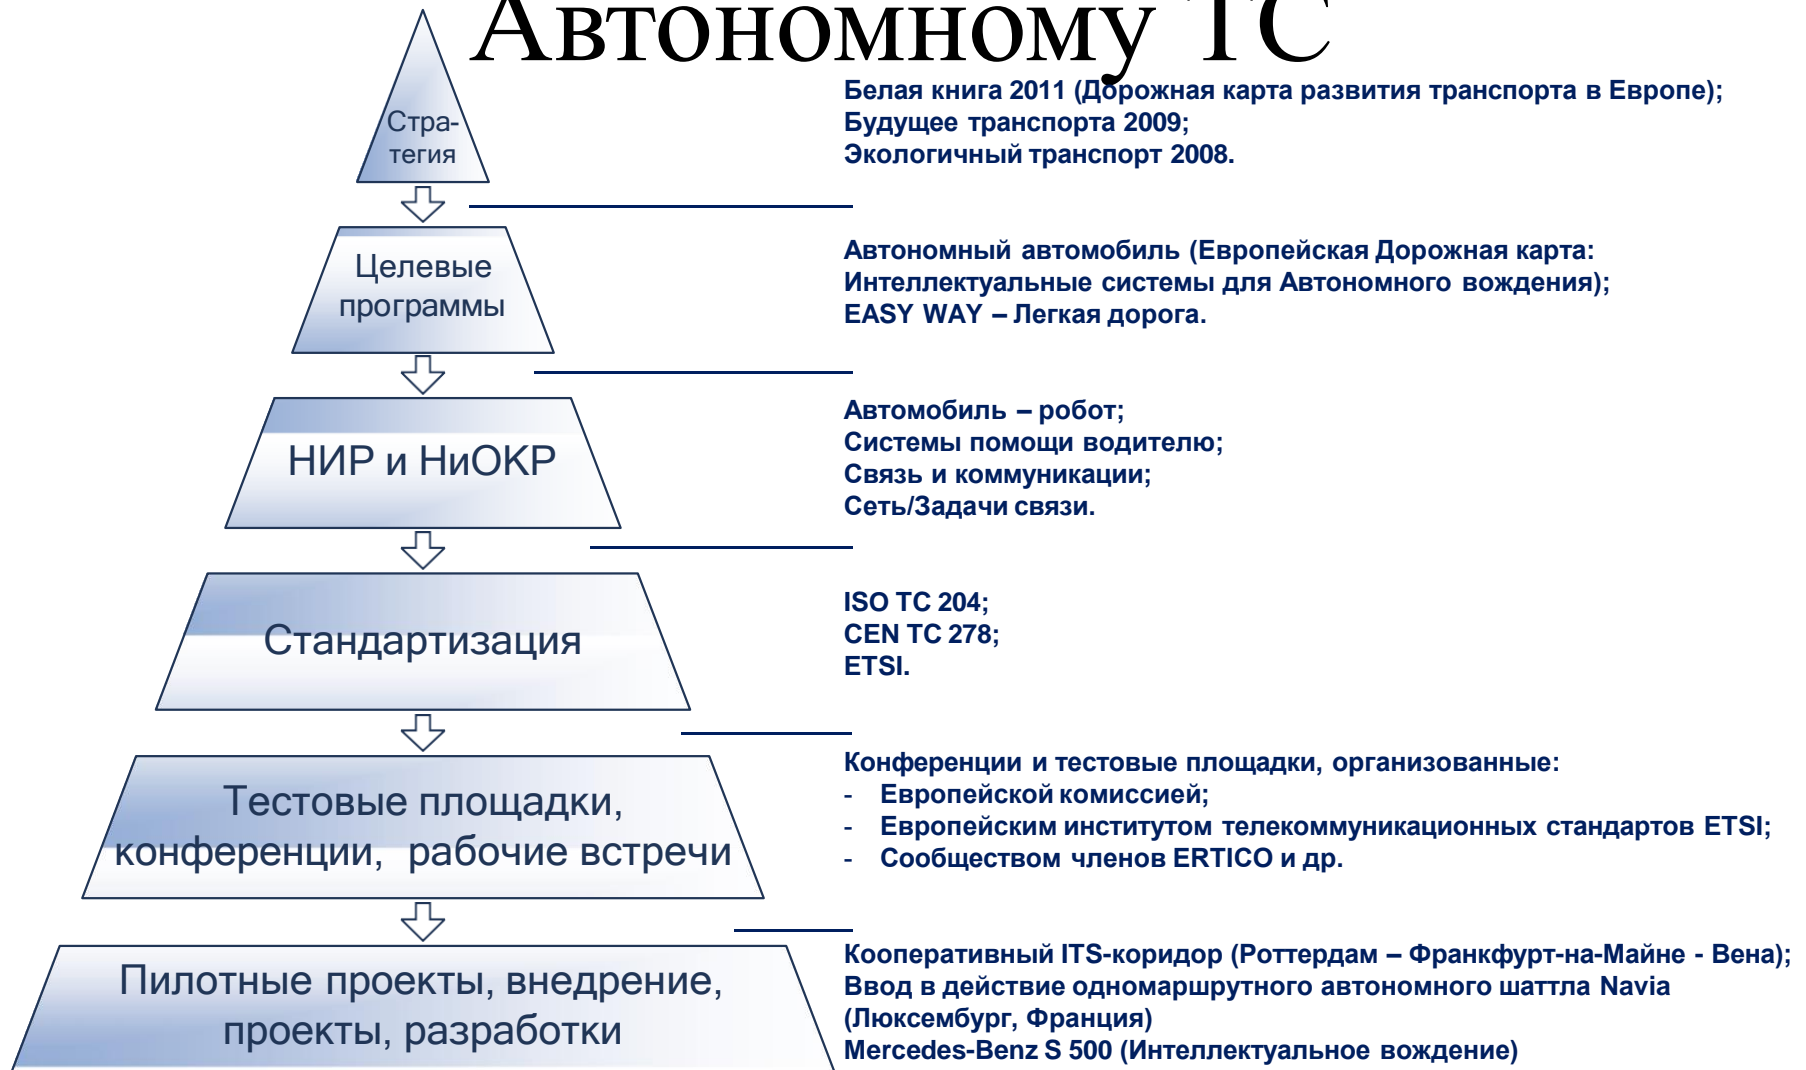 Автономному ТС
Стра-
тегия
Белая книга 2011 (Дорожная карта развития транспорта в Европе);
Будущее транспорта 2009;
Экологичный транспорт 2008.
Целевые
программы
Автономный автомобиль (Европейская Дорожная карта:
Интеллектуальные системы для Автономного вождения);
EASY WAY – Легкая дорога.
НИР и НиОКР
Автомобиль – робот;
Системы помощи водителю;
Связь и коммуникации;
Сеть/Задачи связи.
Стандартизация
ISO TC 204;
CEN TC 278;
ETSI.
Тестовые площадки,
конференции, рабочие встречи
Конференции и тестовые площадки, организованные:
- Европейской комиссией;
- Европейским институтом телекоммуникационных стандартов ETSI;
- Сообществом членов ERTICO и др.
Пилотные проекты, внедрение,
проекты, разработки
Кооперативный ITS-коридор (Роттердам – Франкфурт-на-Майне - Вена);
Ввод в действие одномаршрутного автономного шаттла Navia
(Люксембург, Франция)
Mercedes-Benz S 500 (Интеллектуальное вождение)